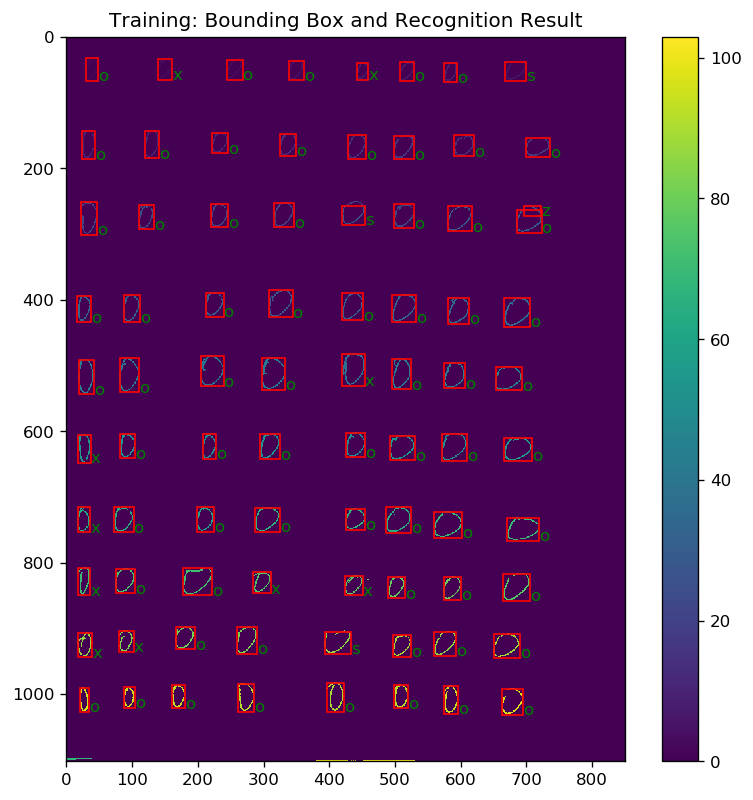 Training: Bounding Box and Recognition Result
0
o x o o x o o s
100
o o o o o o o o
200
80
o o o o s o o z o
400
o o o o o o o o
60
o o o o x o o o
600
x o o o o o o o
40
x o o o o o o o
800
x o o x x o o o
20
x x o o s o o o
1000
o o o o o o o o
0
0 100 200 300 400 500 600 700 800